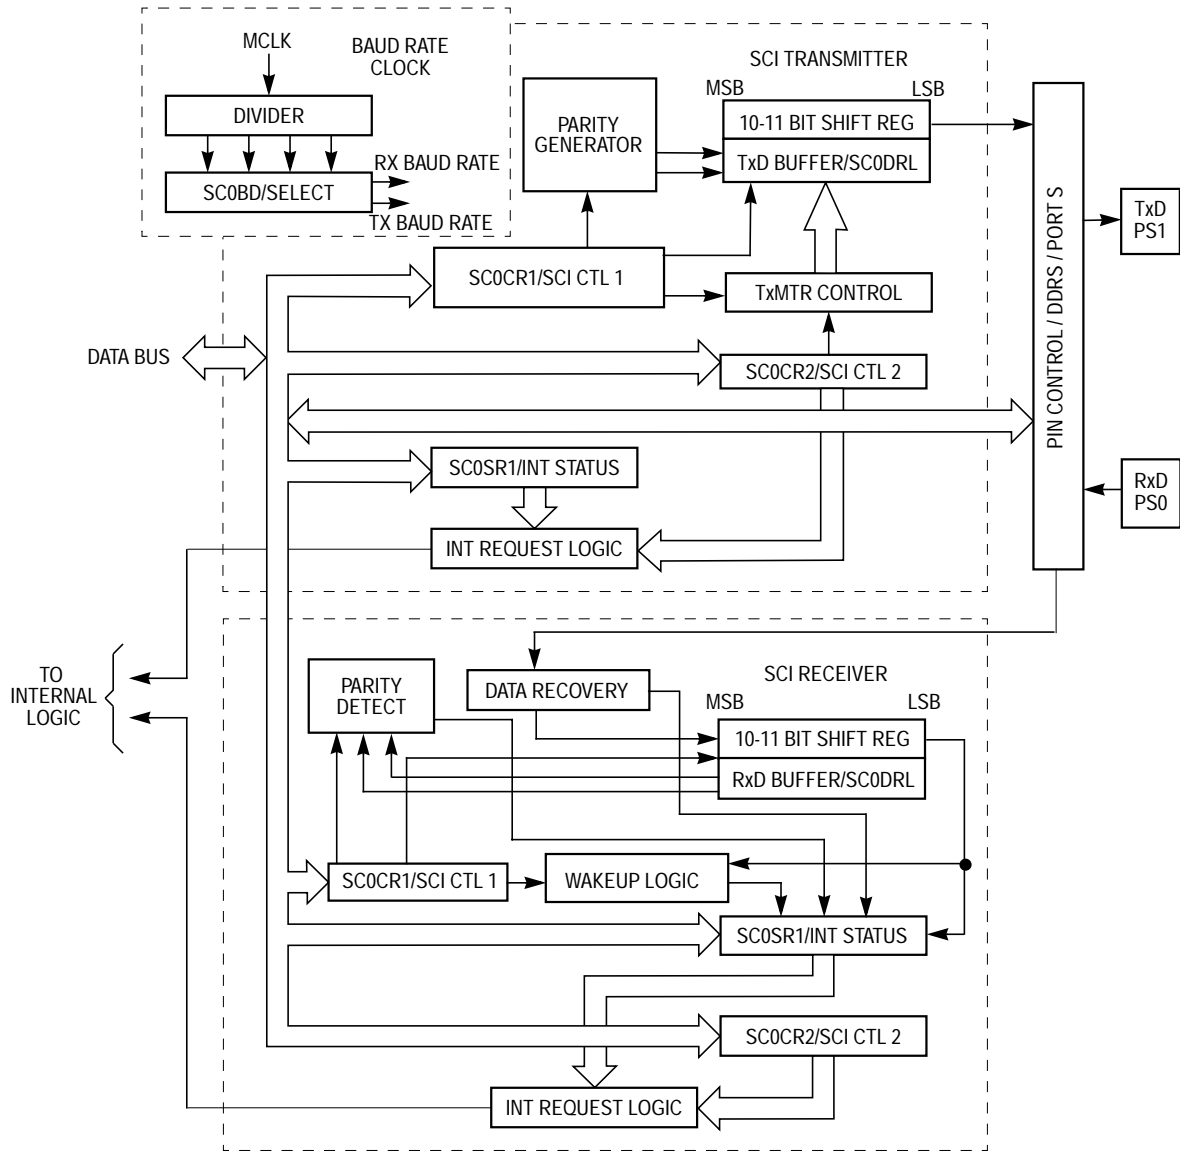 MCLK
BAUD RATE
CLOCK
DIVIDER
SC0BD/SELECT
RX BAUD RATE
TX BAUD RATE
SCI TRANSMITTER
MSB
LSB
PARITY
GENERATOR
10-11 BIT SHIFT REG
TxD BUFFER/SC0DRL
SC0CR1/SCI CTL 1
TxMTR CONTROL
DATA BUS
SC0CR2/SCI CTL 2
SC0SR1/INT STATUS
INT REQUEST LOGIC
PIN CONTROL / DDRS / PORT S
TxD
PS1
RxD
PS0
TO
INTERNAL
LOGIC
SCI RECEIVER
PARITY
DETECT
DATA RECOVERY
MSB
LSB
10-11 BIT SHIFT REG
RxD BUFFER/SC0DRL
SC0CR1/SCI CTL 1
WAKEUP LOGIC
SC0SR1/INT STATUS
SC0CR2/SCI CTL 2
INT REQUEST LOGIC